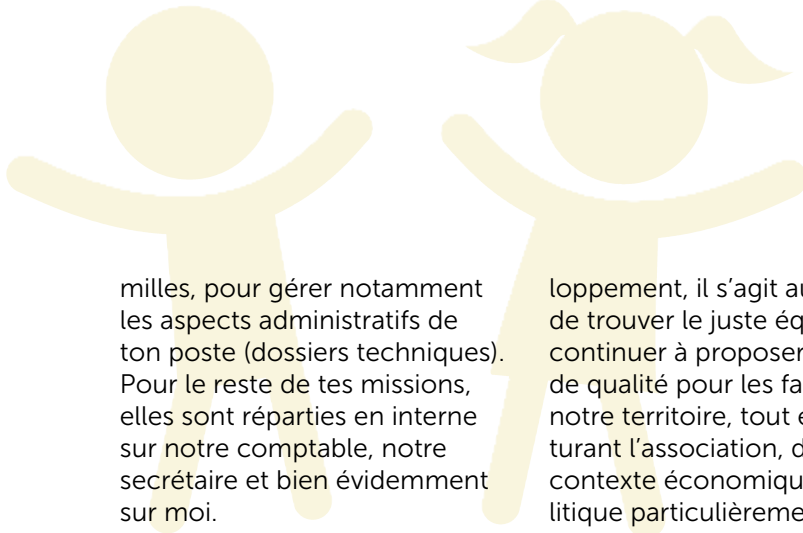 milles, pour gérer notamment
les aspects administratifs de
ton poste (dossiers techniques).
Pour le reste de tes missions,
elles sont réparties en interne
sur notre comptable, notre
secrétaire et bien évidemment
sur moi.
loppement, il s’agit au
de trouver le juste éq
continuer à proposer
de qualité pour les fa
notre territoire, tout e
turant l’association, d
contexte économiqu
litique particulièreme